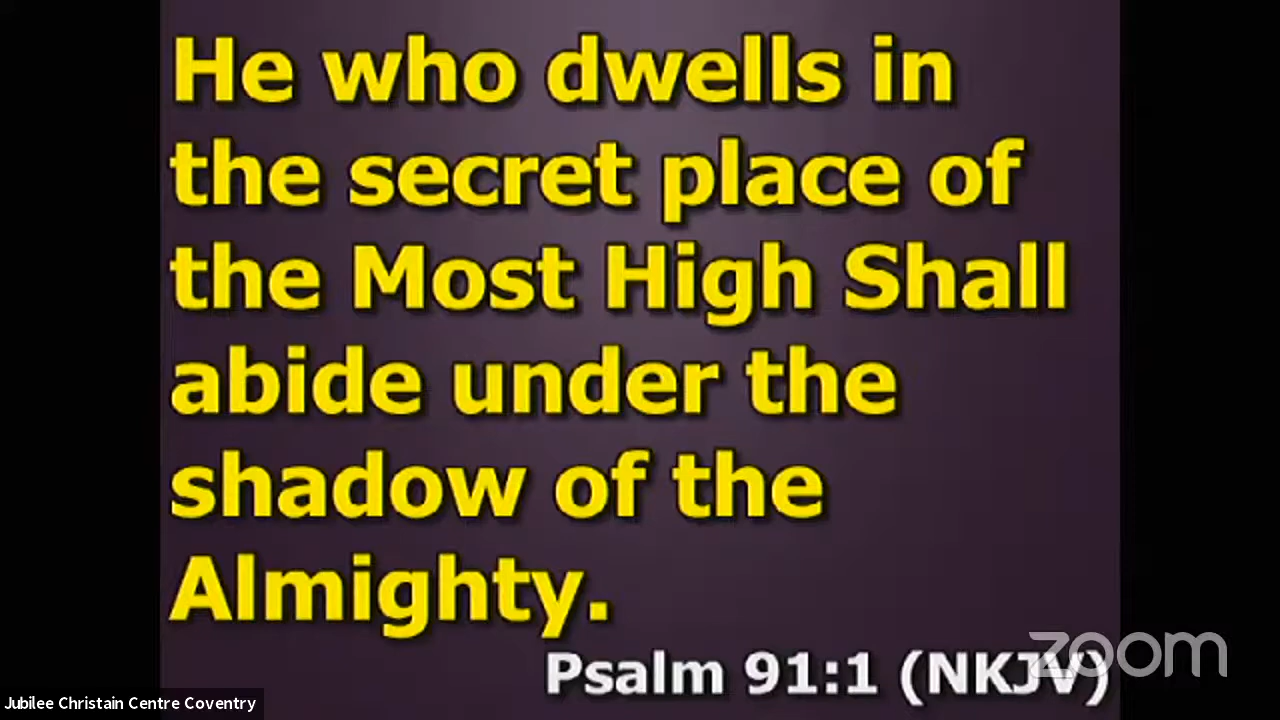 He who dwells in
the secret place of
the Most High Shall
abide under the
shadow of the
Almighty.
Psalm 91:1 (NKJV)
zoom
Jubilee Christain Centre Coventry